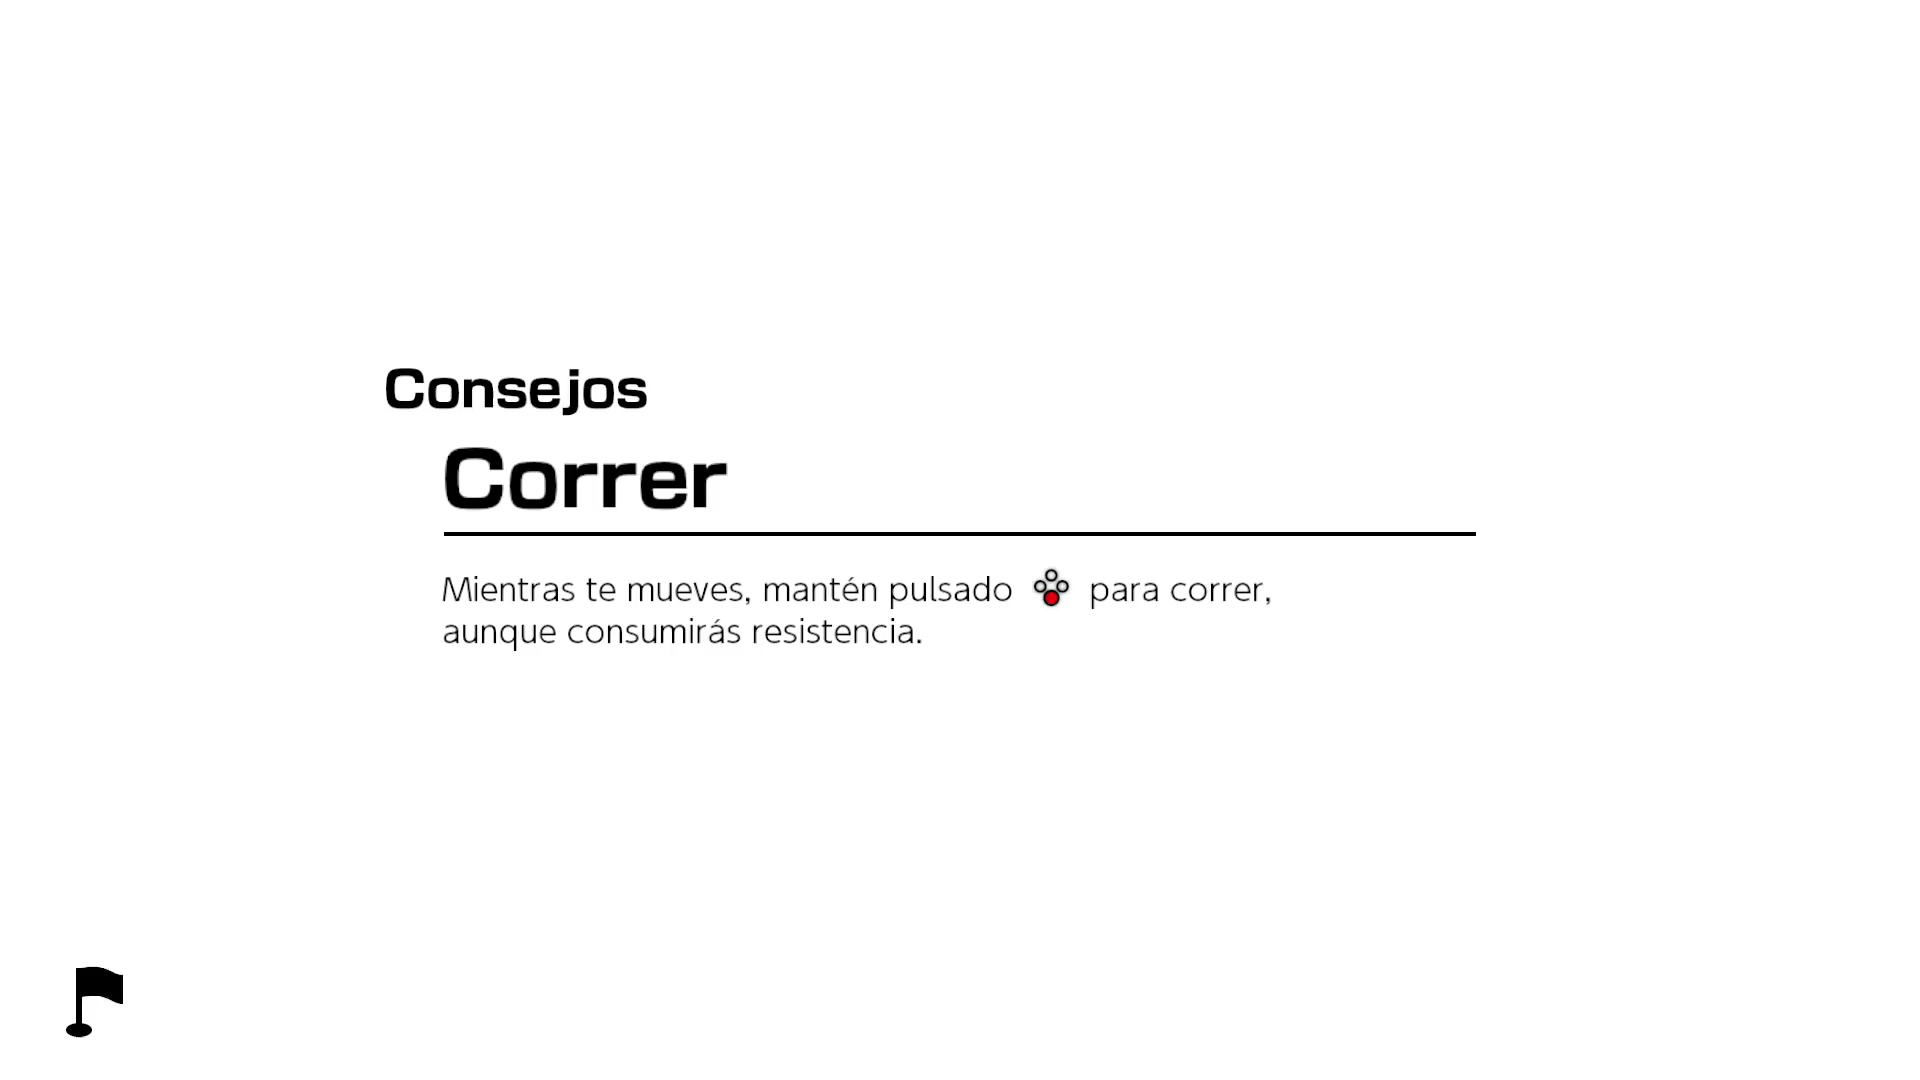 Consejos
Correr
Mientras te mueves, mantén pulsado para correr,
aunque consumirás resistencia.